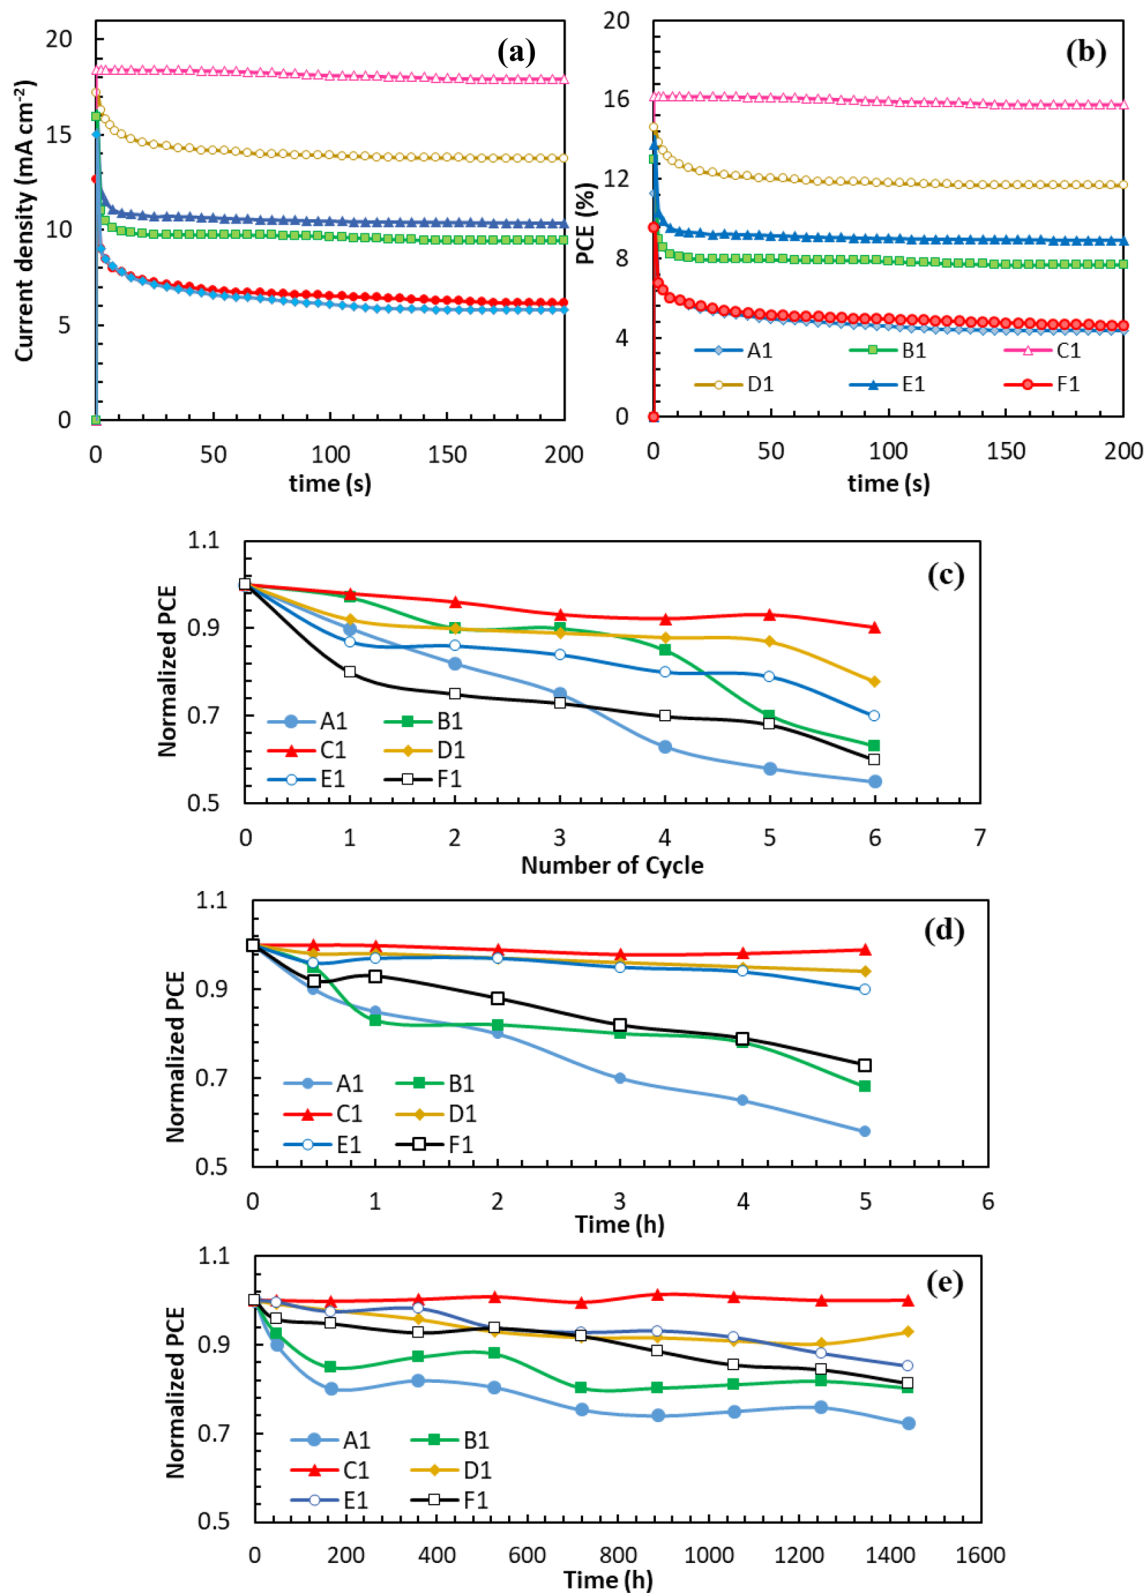 (a)
Current density (mA cm⁻²)
20
15
10
5
0
0 50 100 150 200
time (s)
(b)
PCE (%)
20
16
12
8
4
0
A1 B1 C1
D1 E1 F1
0 50 100 150 200
time (s)
(c)
Normalized PCE
1.1
0.9
0.7
0.5
A1 B1
C1 D1
E1 F1
0 1 2 3 4 5 6 7
Number of Cycle
(d)
Normalized PCE
1.1
0.9
0.7
0.5
A1 B1
C1 D1
E1 F1
0 1 2 3 4 5 6
Time (h)
(e)
Normalized PCE
1.1
0.9
0.7
0.5
A1 B1
C1 D1
E1 F1
0 200 400 600 800 1000 1200 1400 1600
Time (h)